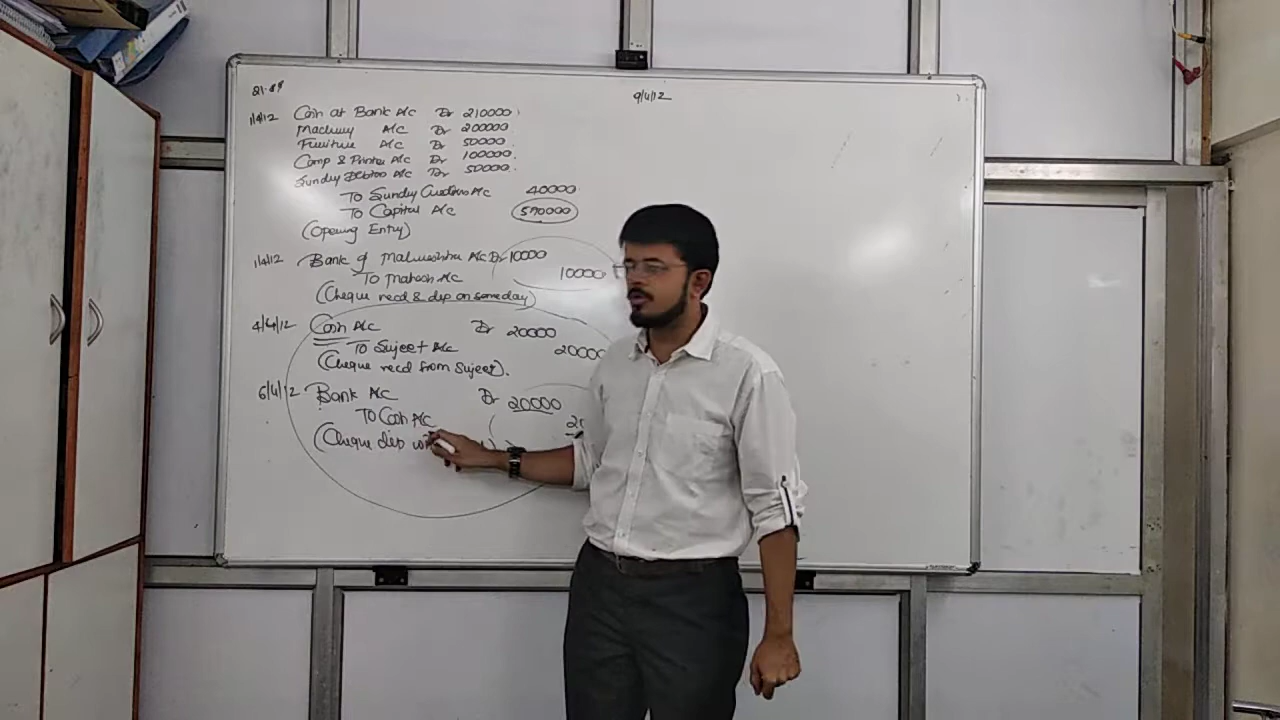 9/4/12
1/4/12 Cash at Bank A/c Dr 210000
Machinery A/C Dr 200000
Furniture A/C Dr 50000
Comp & Printer A/c Dr 100000
Sundry Debtors A/c Dr 50000
To Sundry Creditors A/c 40000
To Capital A/c 570000
(Opening Entry)
1/4/12 Bank of Maharashtra A/C Dr 10000
To Mahesh A/C 10000
(Cheque recd & dep on same day)
4/4/12 Cash A/C Dr 20000
To Sujeet A/C 20000
(Cheque recd from Sujeet).
6/4/12 Bank A/C Dr 20000
To Cash A/C
(Cheque dep